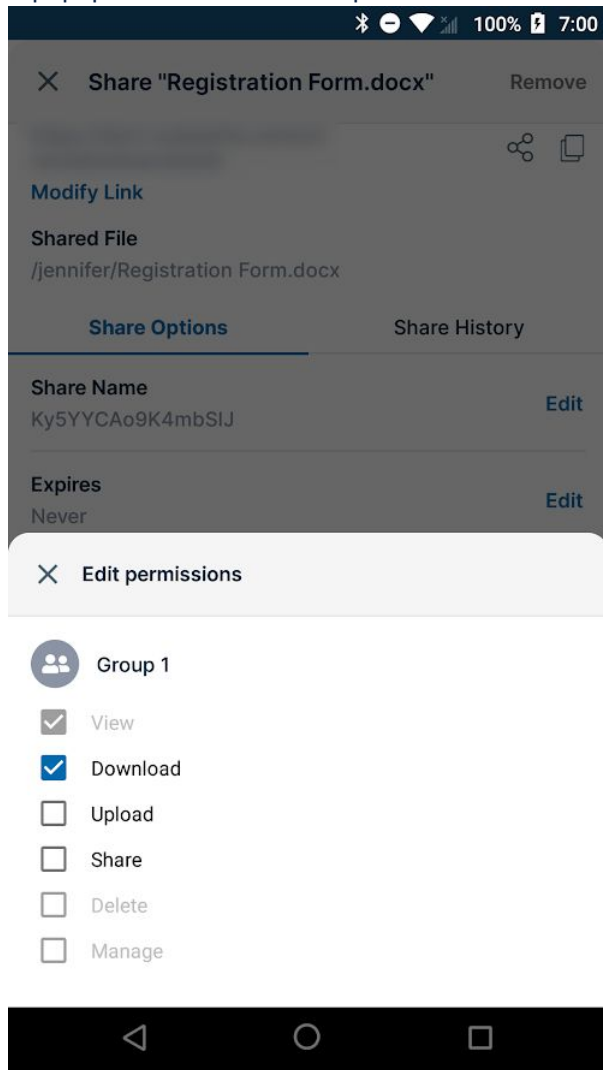 100% 7:00
Share "Registration Form.docx" Remove
Modify Link
Shared File
/jennifer/Registration Form.docx
Share Options Share History
Share Name
Edit
Expires
Edit
Never
Edit permissions
Group 1
View
Download
Upload
Share
Delete
Manage